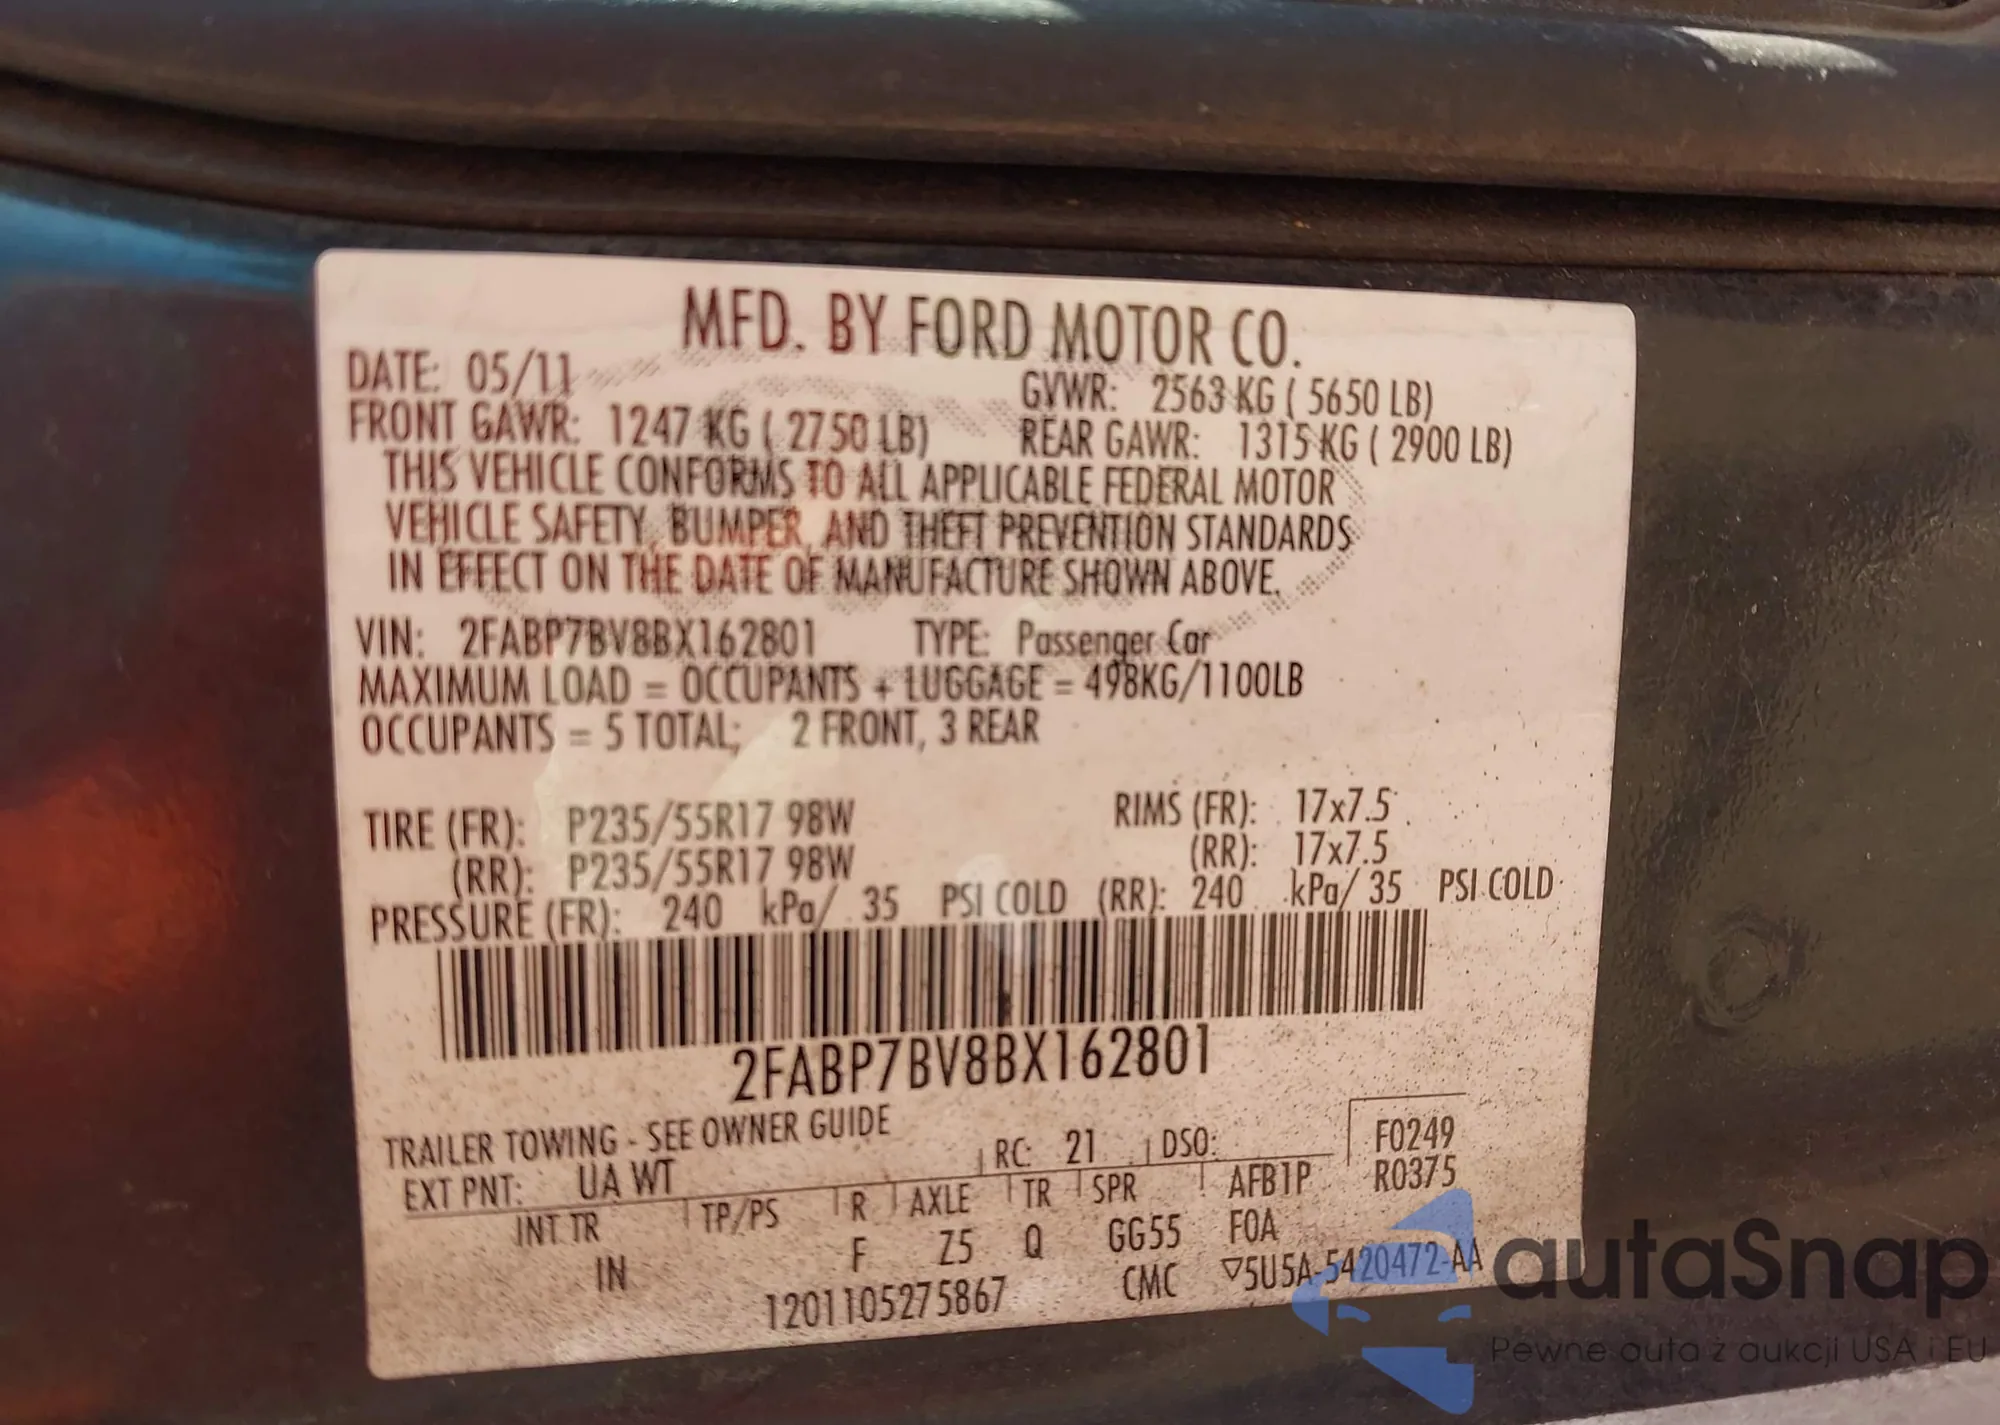 MFD. BY FORD MOTOR CO.
DATE: 05/11 GVWR: 2563 KG ( 5650 LB)
FRONT GAWR: 1247 KG ( 2750 LB) REAR GAWR: 1315 KG ( 2900 LB)
THIS VEHICLE CONFORMS TO ALL APPLICABLE FEDERAL MOTOR
VEHICLE SAFETY, BUMPER, AND THEFT PREVENTION STANDARDS
IN EFFECT ON THE DATE OF MANUFACTURE SHOWN ABOVE.
VIN: 2FABP7BV8BX162801 TYPE: Passenger Car
MAXIMUM LOAD = OCCUPANTS + LUGGAGE = 498KG/1100LB
OCCUPANTS = 5 TOTAL; 2 FRONT, 3 REAR
TIRE (FR): P235/55R17 98W RIMS (FR): 17x7.5
(RR): P235/55R17 98W (RR): 17x7.5
PRESSURE (FR): 240 kPa/ 35 PSI COLD (RR): 240 kPa/ 35 PSI COLD
2FABP7BV8BX162801
TRAILER TOWING - SEE OWNER GUIDE
EXT PNT: UA WT RC: 21 DSO: F0249
R0375
INT TR TP/PS R AXLE TR SPR AFB1P
IN F Z5 Q GG55 FOA
1201105275867 CMC ▽5U5A-5420472-AA
autaSnap
Pewne auta z aukcji USA i EU